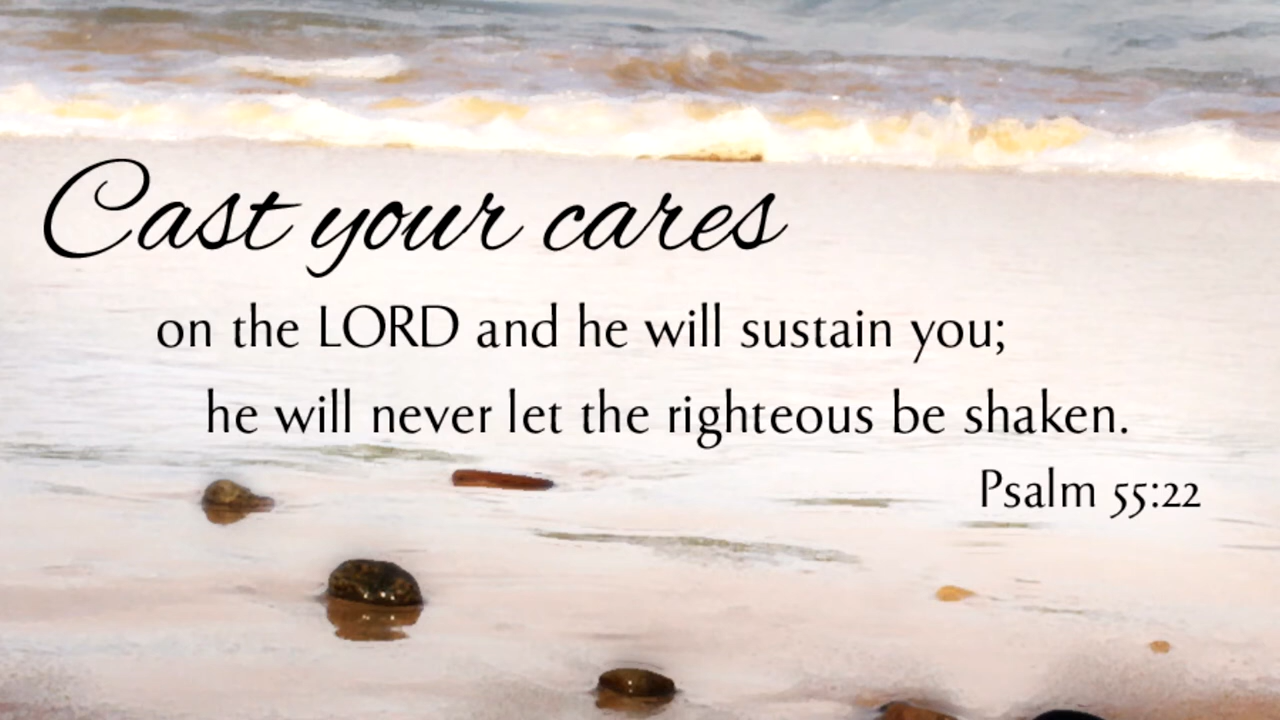 Cast your cares
on the LORD and he will sustain you;
he will never let the righteous be shaken.
Psalm 55:22